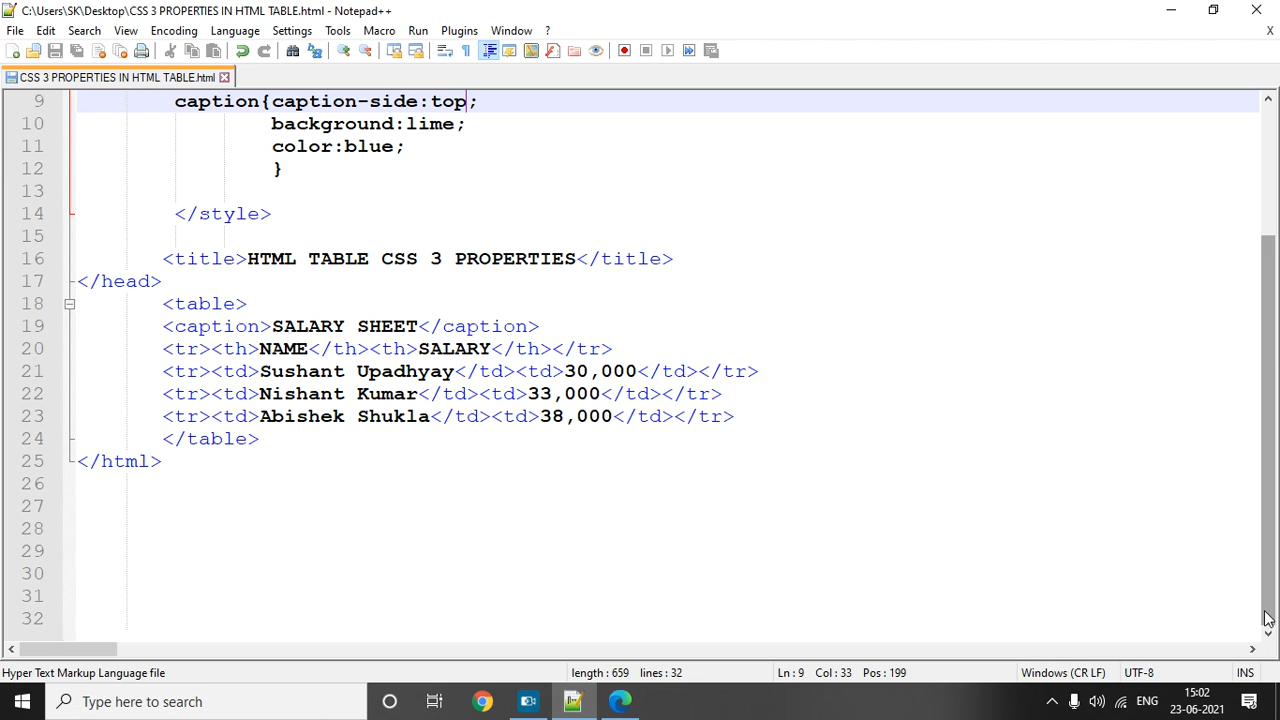 C:\Users\SK\Desktop\CSS 3 PROPERTIES IN HTML TABLE.html - Notepad++
File Edit Search View Encoding Language Settings Tools Macro Run Plugins Window ?
X
CSS 3 PROPERTIES IN HTML TABLE.html
9 caption{caption-side:top;
10 background:lime;
11 color:blue;
12 }
13
14 </style>
15
16 <title>HTML TABLE CSS 3 PROPERTIES</title>
17 </head>
18 <table>
19 <caption>SALARY SHEET</caption>
20 <tr><th>NAME</th><th>SALARY</th></tr>
21 <tr><td>Sushant Upadhyay</td><td>30,000</td></tr>
22 <tr><td>Nishant Kumar</td><td>33,000</td></tr>
23 <tr><td>Abishek Shukla</td><td>38,000</td></tr>
24 </table>
25 </html>
26
27
28
29
30
31
32
Hyper Text Markup Language file length : 659 lines : 32 Ln : 9 Col : 33 Pos : 199 Windows (CR LF) UTF-8 INS
Type here to search ENG 15:02
23-06-2021